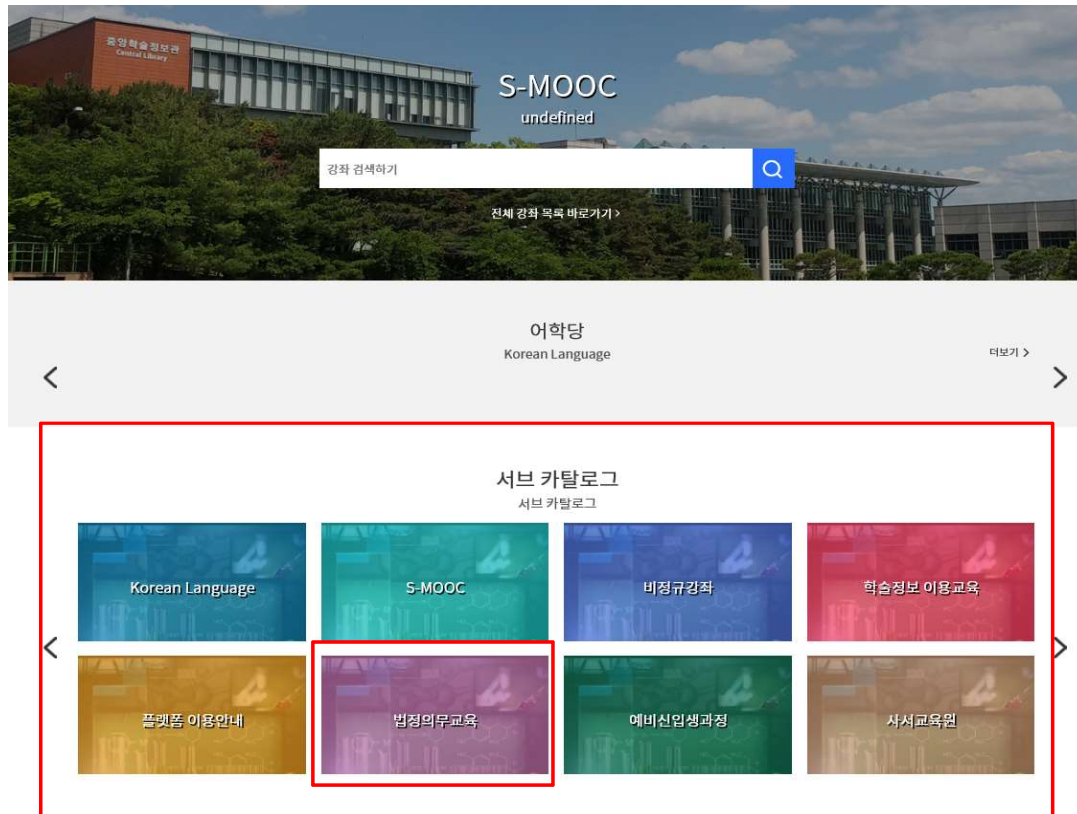 중앙학술정보관
Central Library
S-MOOC
undefined
강좌 검색하기
전체 강좌 목록 바로가기 >
어학당
Korean Language
더보기 >
서브 카탈로그
서브 카탈로그
Korean Language
S-MOOC
비정규강좌
학술정보 이용교육
플랫폼 이용안내
법정의무교육
예비신입생과정
사서교육원